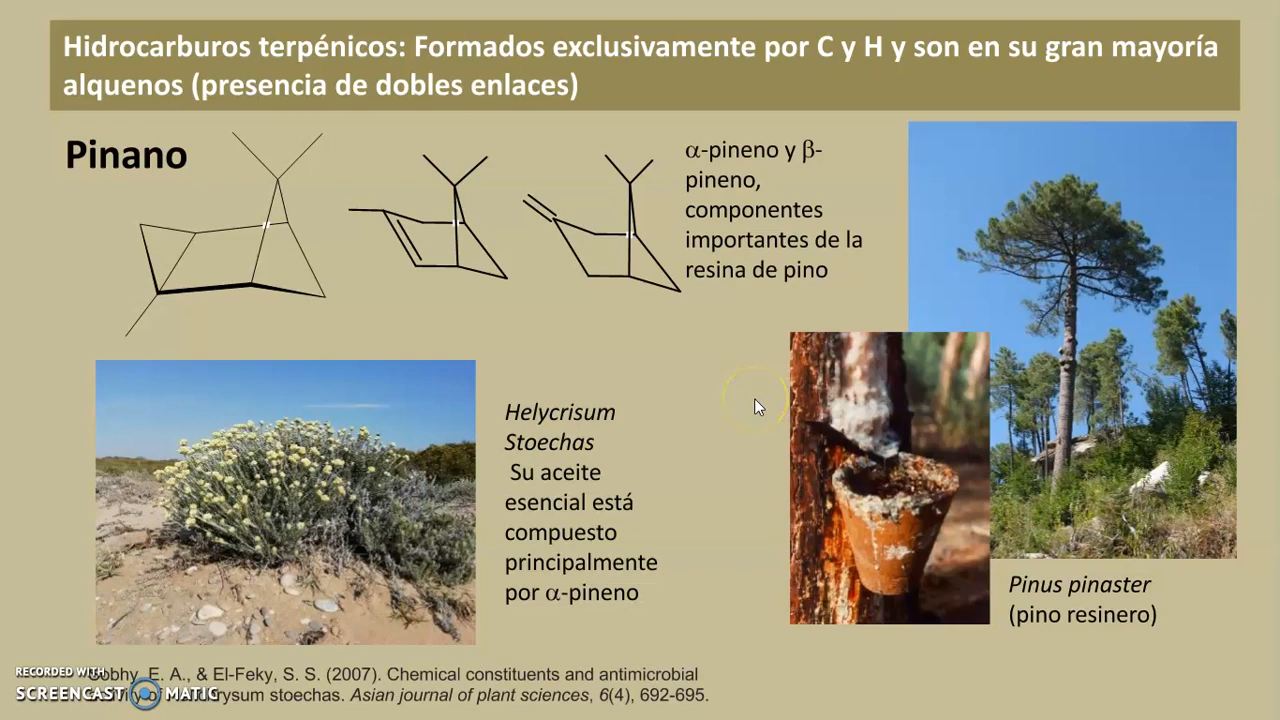 Hidrocarburos terpénicos: Formados exclusivamente por C y H y son en su gran mayoría
alquenos (presencia de dobles enlaces)
Pinano
α-pineno y β-
pineno,
componentes
importantes de la
resina de pino
Helycrisum
Stoechas
Su aceite
esencial está
compuesto
principalmente
por α-pineno
Pinus pinaster
(pino resinero)
RECORDED WITH
SCREENCAST MATIC
E. A., & El-Feky, S. S. (2007). Chemical constituents and antimicrobial
of stoechas. Asian journal of plant sciences, 6(4), 692-695.